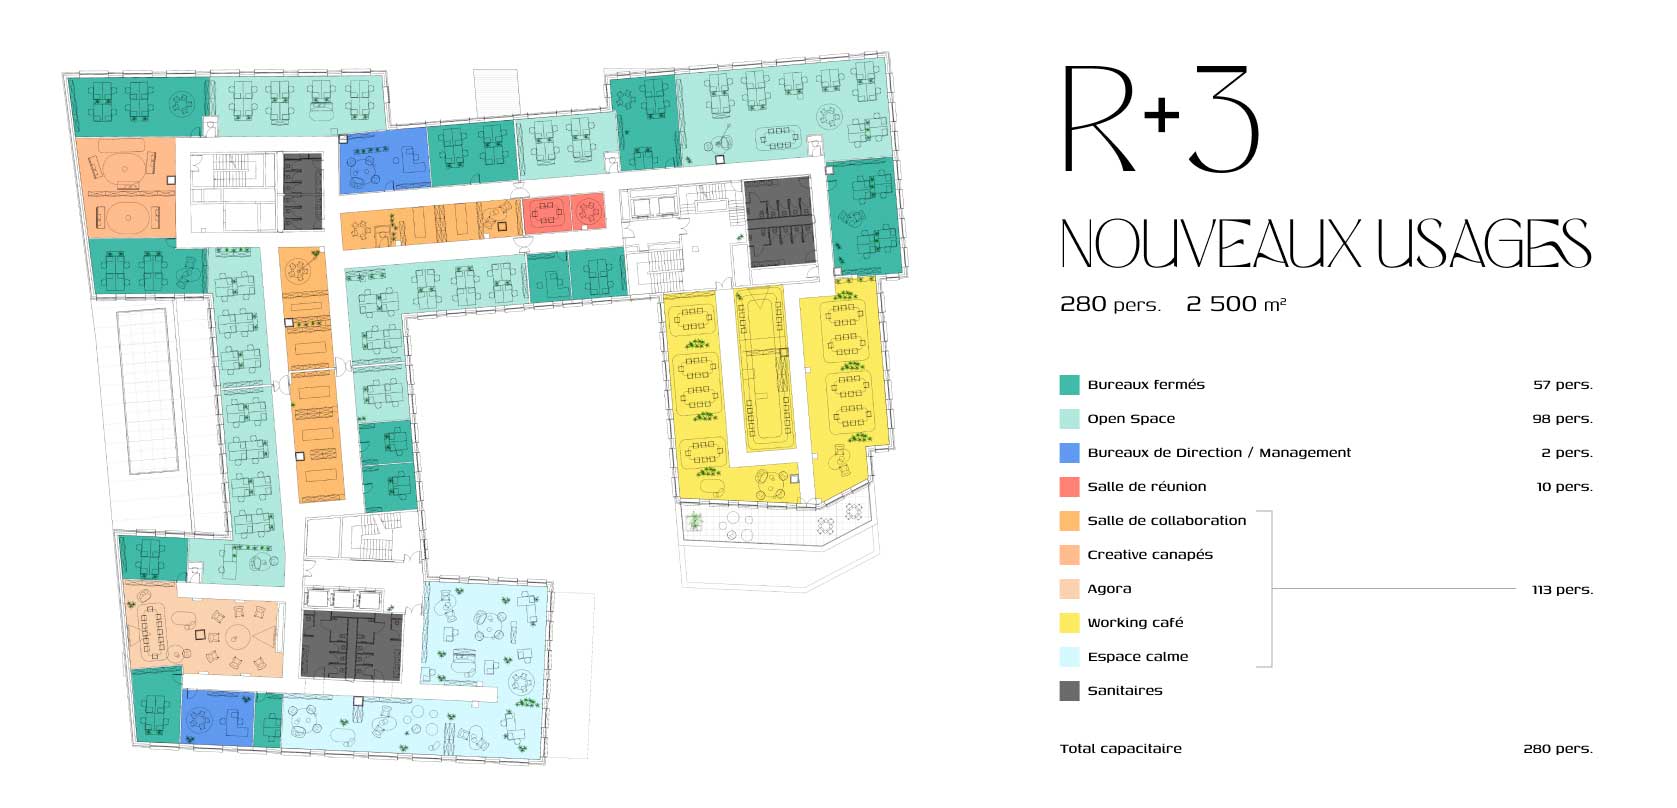 R+3
NOUVEAUX USAGES
280 pers. 2 500 m²
Bureaux fermés 57 pers.
Open Space 98 pers.
Bureaux de Direction / Management 2 pers.
Salle de réunion 10 pers.
Salle de collaboration
Creative canapés
Agora 113 pers.
Working café
Espace calme
Sanitaires
Total capacitaire 280 pers.